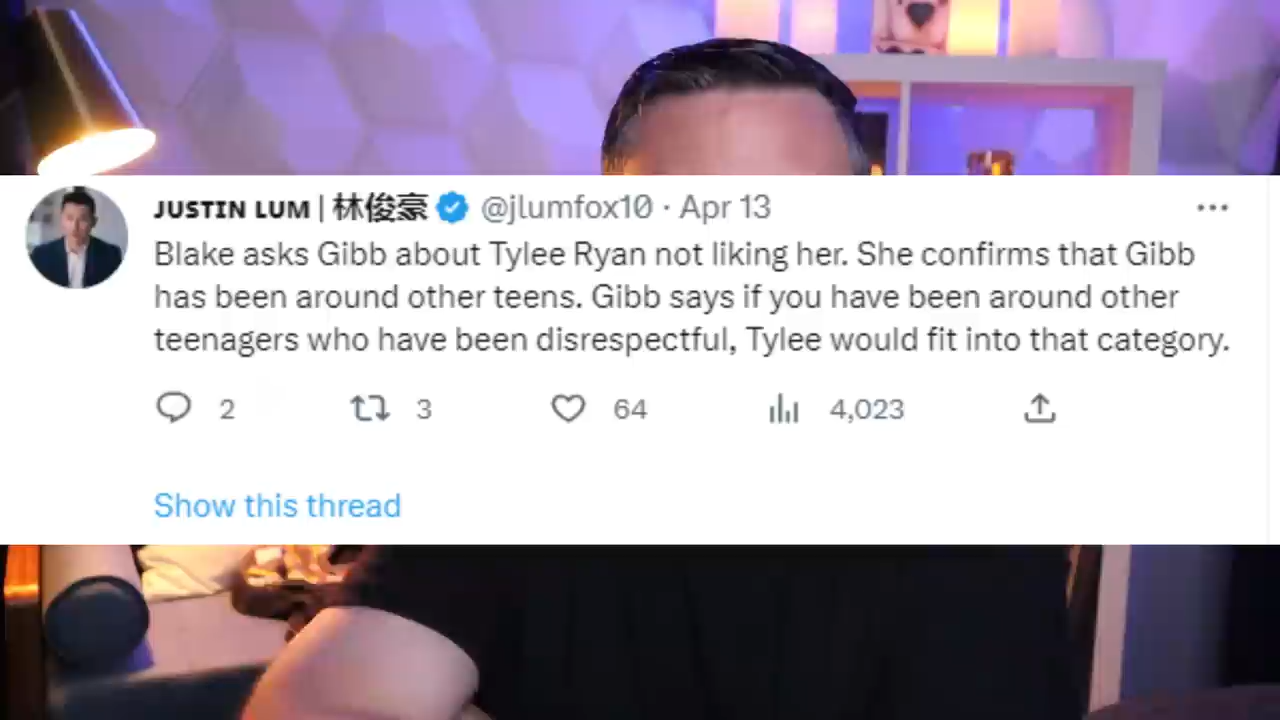 JUSTIN LUM | 林俊豪 @jlumfox10 · Apr 13
Blake asks Gibb about Tylee Ryan not liking her. She confirms that Gibb
has been around other teens. Gibb says if you have been around other
teenagers who have been disrespectful, Tylee would fit into that category.
2 3 64 4,023
Show this thread